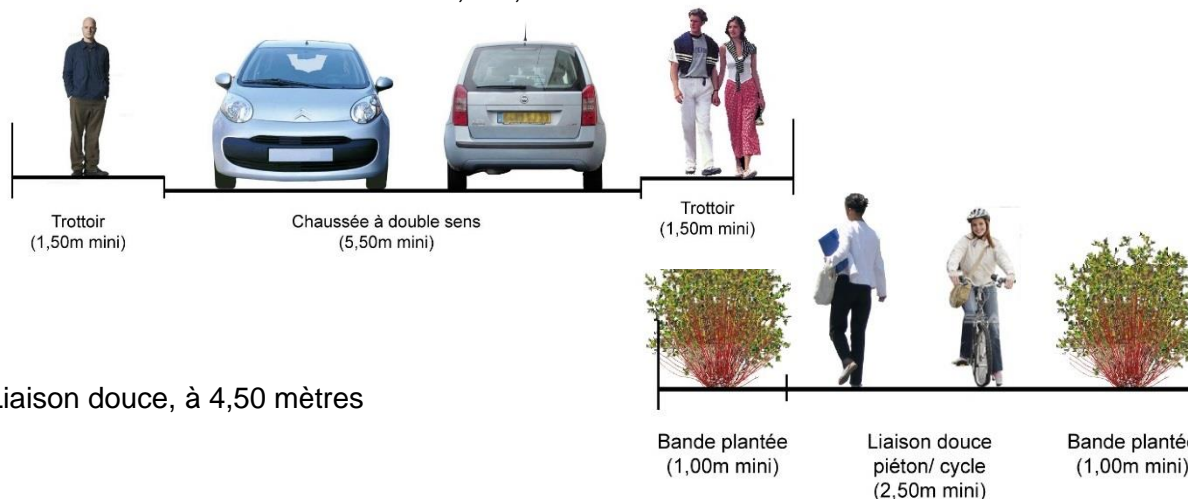 Trottoir
(1,50m mini)
Chaussée à double sens
(5,50m mini)
Trottoir
(1,50m mini)
Liaison douce, à 4,50 mètres
Bande plantée
(1,00m mini)
Liaison douce
piéton/ cycle
(2,50m mini)
Bande plantée
(1,00m mini)